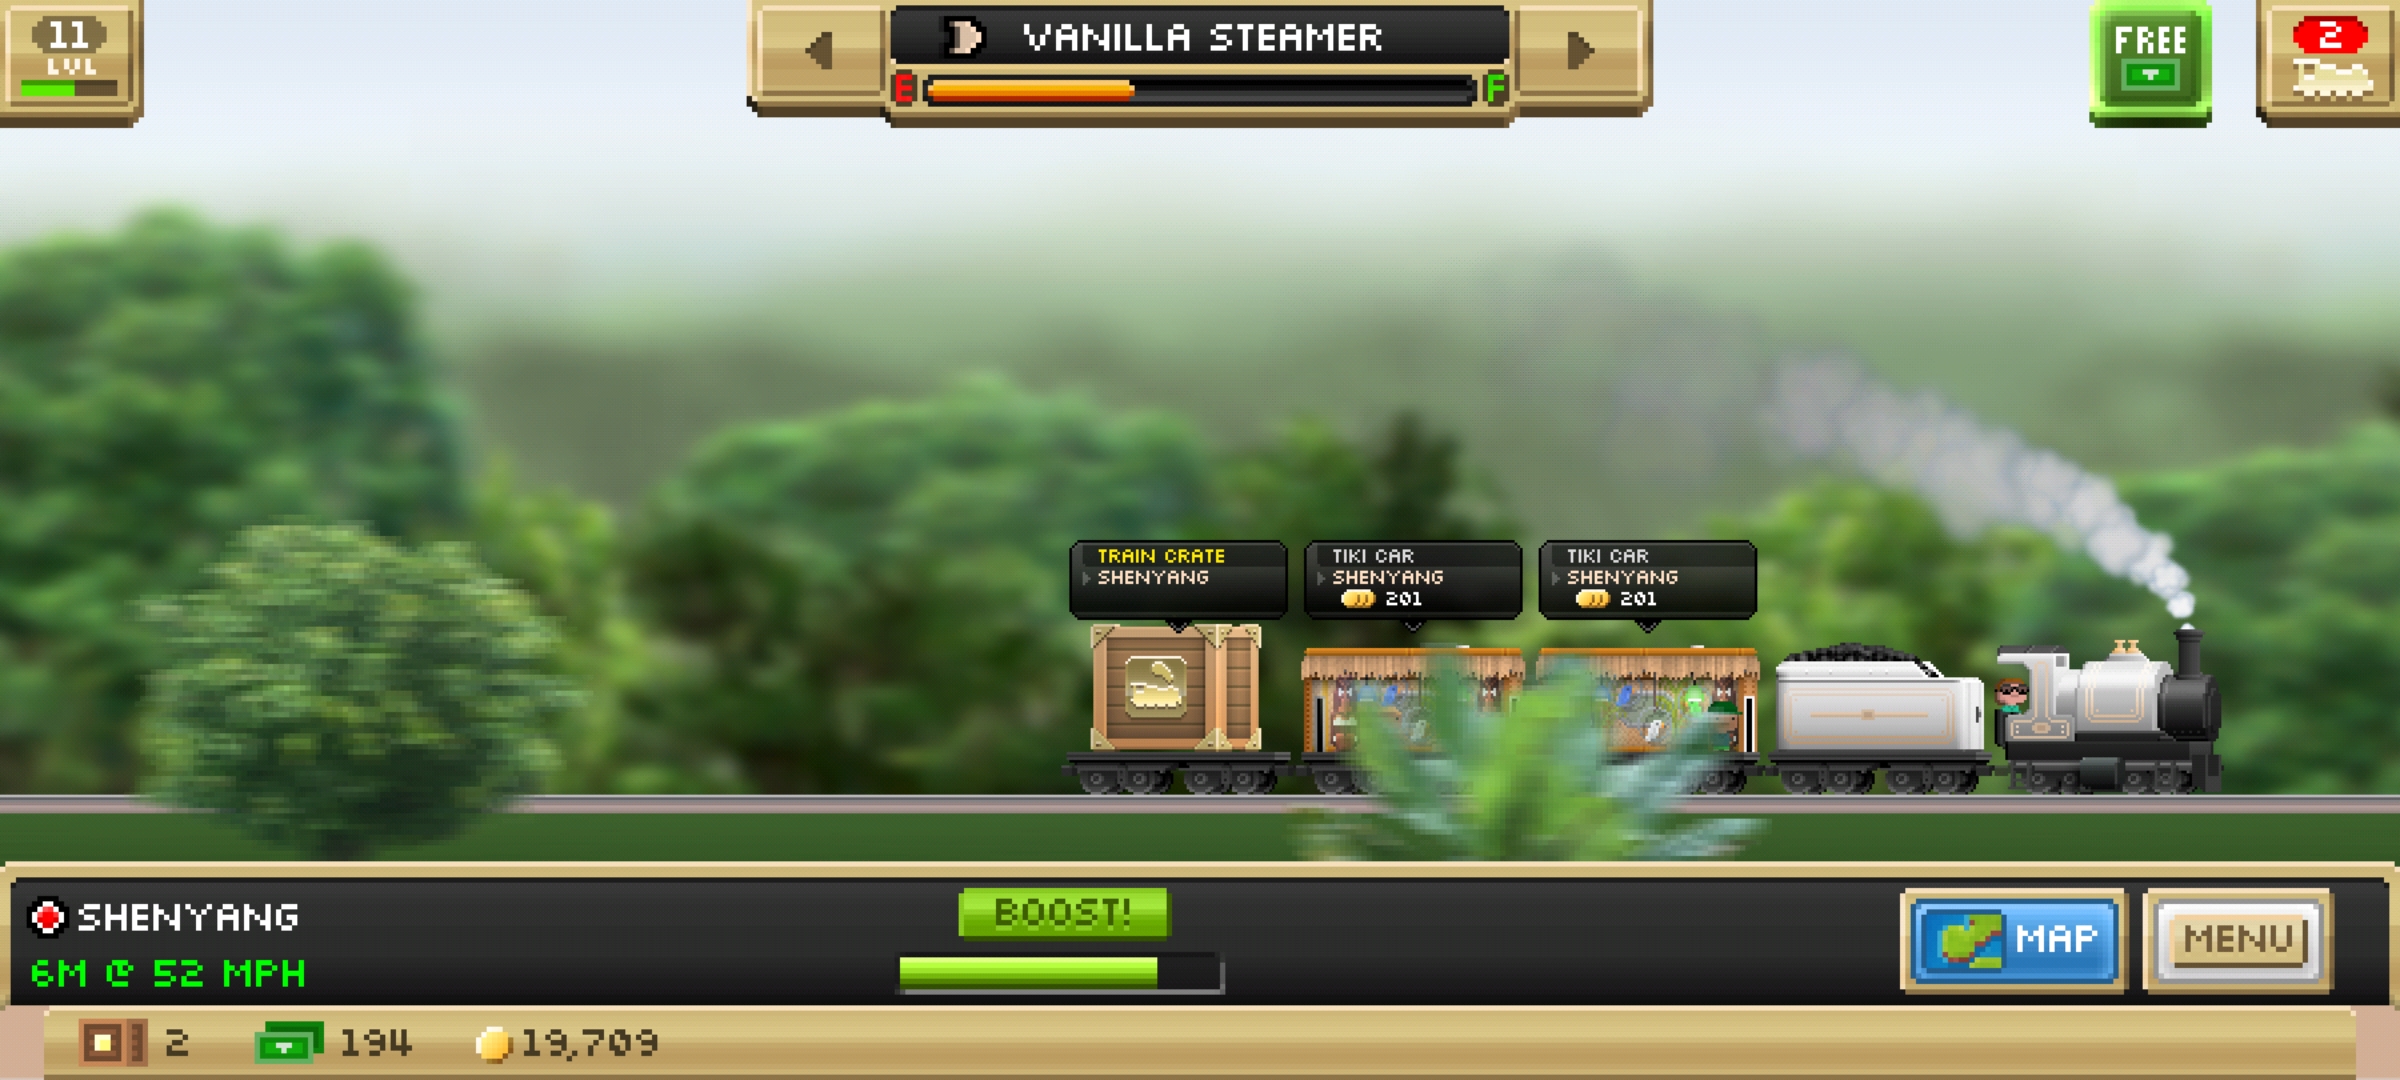 11
LVL
VANILLA STEAMER
E F
FREE
2
TRAIN CRATE
SHENYANG
TIKI CAR
SHENYANG
201
TIKI CAR
SHENYANG
201
SHENYANG
6M @ 52 MPH
BOOST!
MAP
MENU
2
194
19,709